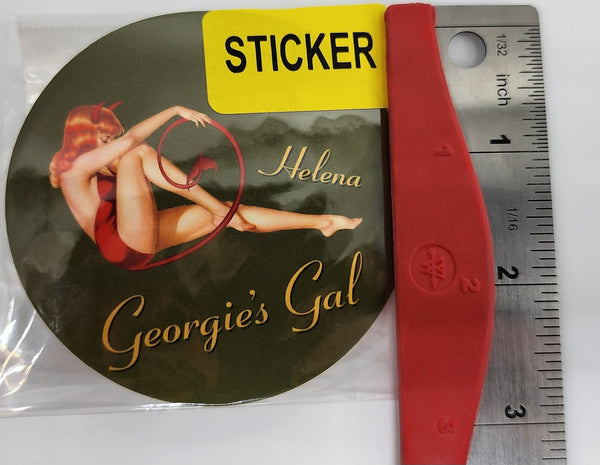 STICKER
Helena
Georgie's Gal
1/32
inch
1
1/16
2
3
1
2
3